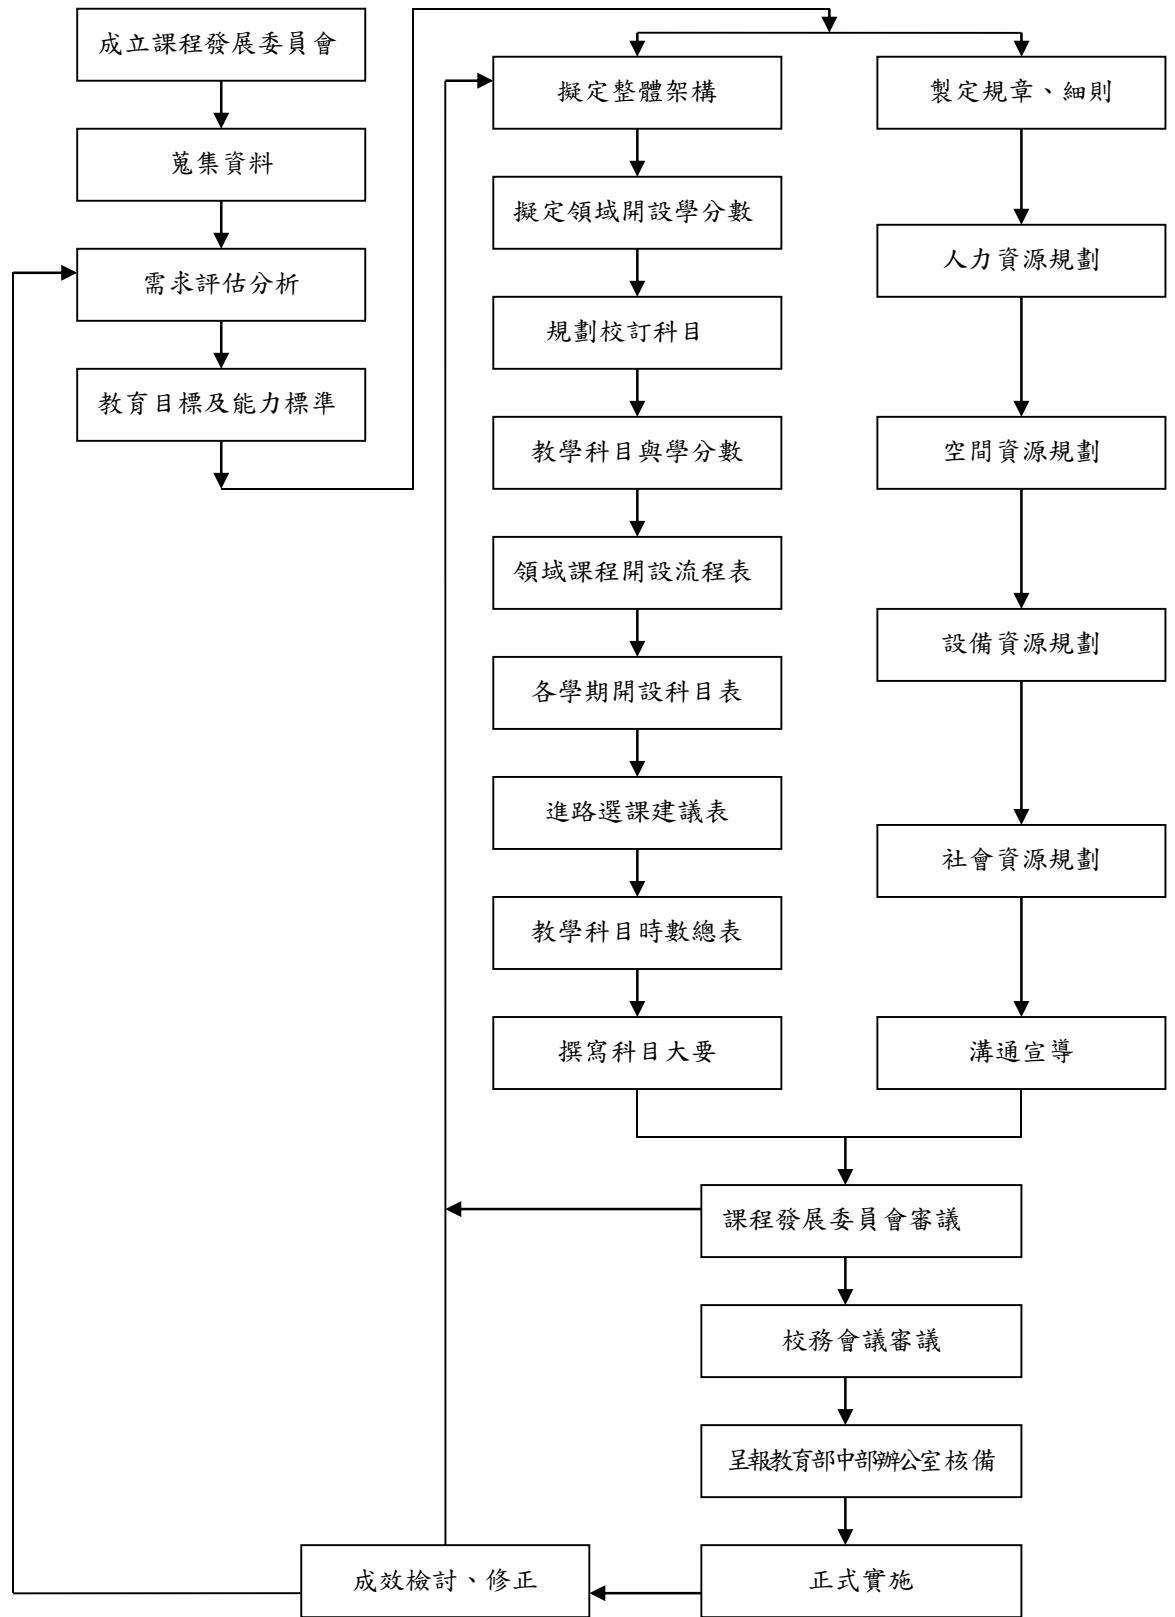 成立課程發展委員會
蒐集資料
需求評估分析
教育目標及能力標準
擬定整體架構
擬定領域開設學分數
規劃校訂科目
教學科目與學分數
領域課程開設流程表
各學期開設科目表
進路選課建議表
教學科目時數總表
撰寫科目大要
製定規章、細則
人力資源規劃
空間資源規劃
設備資源規劃
社會資源規劃
溝通宣導
課程發展委員會審議
校務會議審議
呈報教育部中部辦公室核備
正式實施
成效檢討、修正